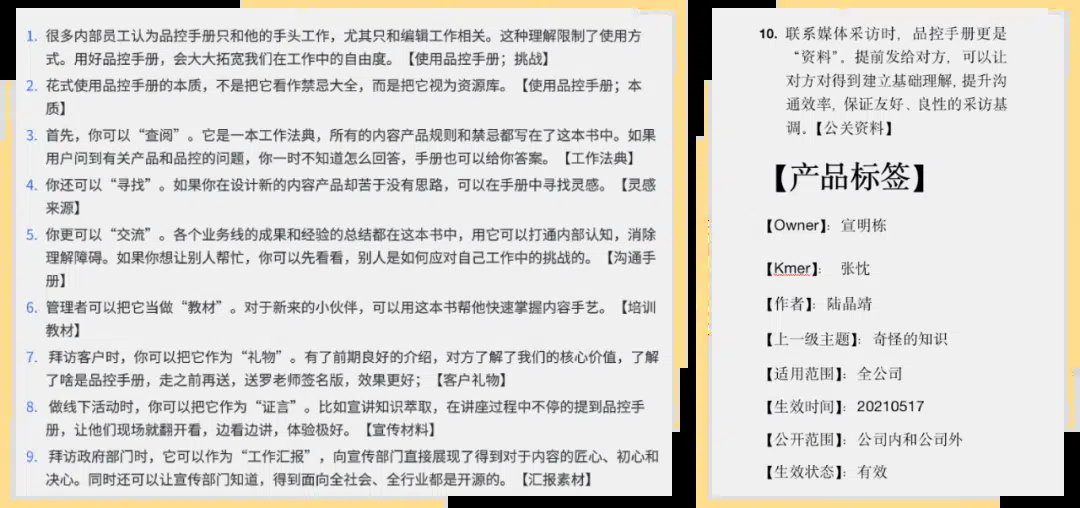 1. 很多内部员工认为品控手册只和他的手头工作，尤其只和编辑工作相关。这种理解限制了使用方
式。用好品控手册，会大大拓宽我们在工作中的自由度。【使用品控手册；挑战】
2. 花式使用品控手册的本质，不是把它看作禁忌大全，而是把它视为资源库。【使用品控手册；本
质】
3. 首先，你可以“查阅”。它是一本工作法典，所有的内容产品规则和禁忌都写在了这本书中。如果
用户问到有关产品和品控的问题，你一时不知道怎么回答，手册也可以给你答案。【工作法典】
4. 你还可以“寻找”。如果你在设计新的内容产品却苦于没有思路，可以在手册中寻找灵感。【灵感
来源】
5. 你更可以“交流”。各个业务线的成果和经验的总结都在这本书中，用它可以打通内部认知，消除
理解障碍。如果你想让别人帮忙，你可以先看看，别人是如何应对自己工作中的挑战的。【沟通手
册】
6. 管理者可以把它当做“教材”。对于新来的小伙伴，可以用这本书帮他快速掌握内容手艺。【培训
教材】
7. 拜访客户时，你可以把它作为“礼物”。有了前期良好的介绍，对方了解了我们的核心价值，了解
了啥是品控手册，走之前再送，送罗老师签名版，效果更好；【客户礼物】
8. 做线下活动时，你可以把它作为“证言”。比如宣讲知识萃取，在讲座过程中不停的提到品控手
册，让他们现场就翻开看，边看边讲，体验极好。【宣传材料】
9. 拜访政府部门时，它可以作为“工作汇报”，向宣传部门直接展现了得到对于内容的匠心、初心和
决心。同时还可以让宣传部门知道，得到面向全社会、全行业都是开源的。【汇报素材】
10. 联系媒体采访时，品控手册更是
“资料”。提前发给对方，可以让
对方对得到建立基础理解，提升沟
通效率，保证友好、良性的采访基
调。【公关资料】
【产品标签】
【Owner】：宣明栋
【Kmer】：张忱
【作者】：陆晶靖
【上一级主题】：奇怪的知识
【适用范围】：全公司
【生效时间】：20210517
【公开范围】：公司内和公司外
【生效状态】：有效